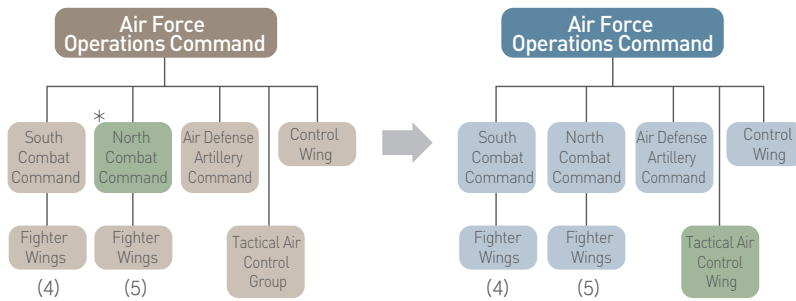 Air Force
Operations Command
*
South
Combat
Command
North
Combat
Command
Air Defense
Artillery
Command
Control
Wing
Fighter
Wings
(4)
Fighter
Wings
(5)
Tactical Air
Control
Group
Air Force
Operations Command
South
Combat
Command
North
Combat
Command
Air Defense
Artillery
Command
Control
Wing
Fighter
Wings
(4)
Fighter
Wings
(5)
Tactical Air
Control
Wing